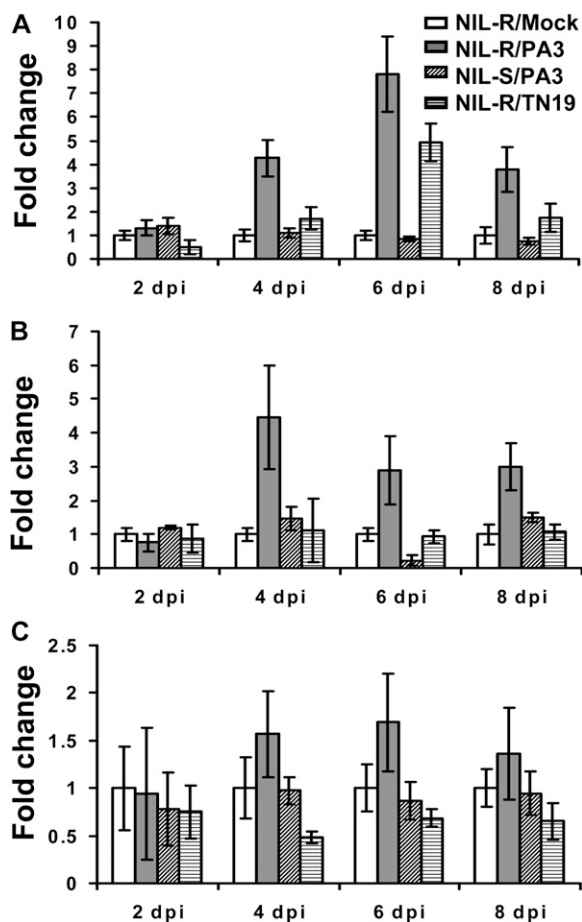 A
Fold change
10
9
8
7
6
5
4
3
2
1
0
NIL-R/Mock
NIL-R/PA3
NIL-S/PA3
NIL-R/TN19
2 dpi 4 dpi 6 dpi 8 dpi
B
Fold change
7
6
5
4
3
2
1
0
2 dpi 4 dpi 6 dpi 8 dpi
C
Fold change
2.5
2
1.5
1
0.5
0
2 dpi 4 dpi 6 dpi 8 dpi